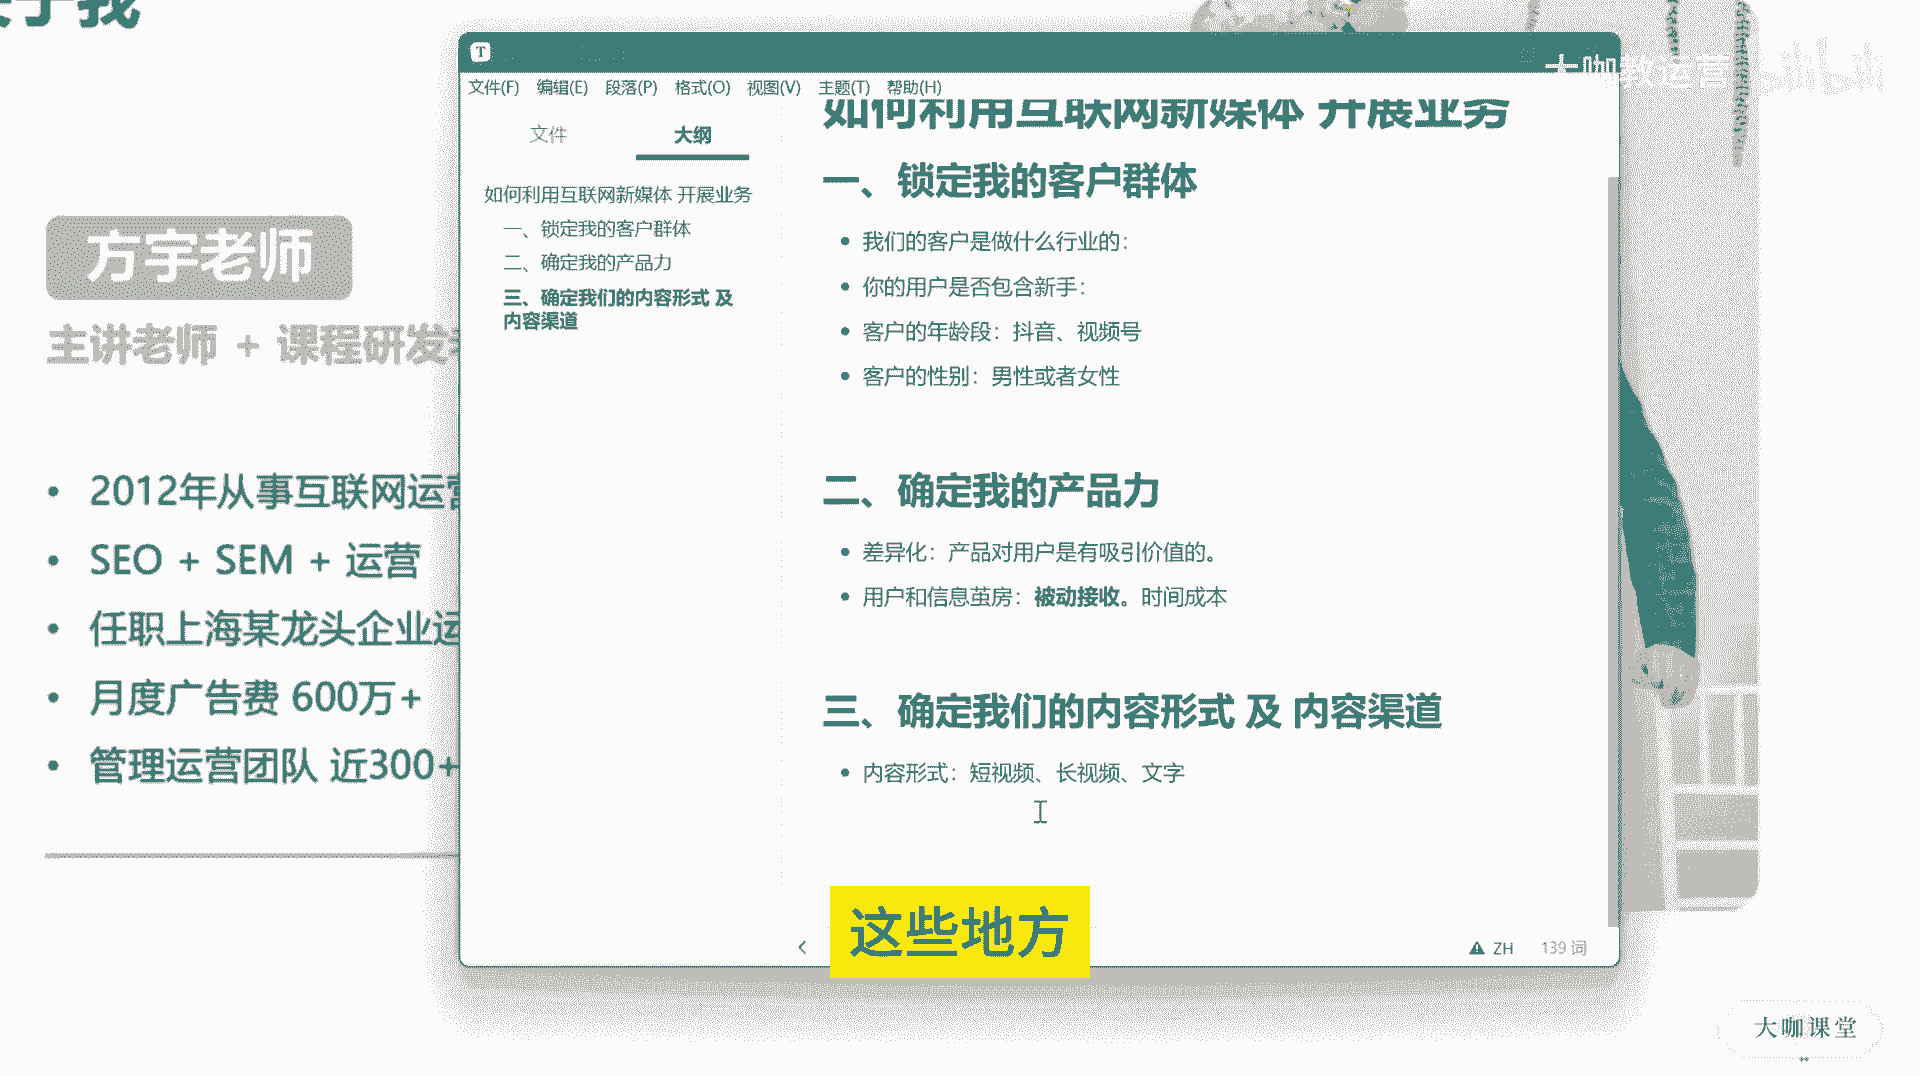 方宇老师
主讲老师 + 课程研发
• 2012年从事互联网运营
• SEO + SEM + 运营
• 任职上海某龙头企业运
• 月度广告费 600万+
• 管理运营团队 近300+
T
文件(F) 编辑(E) 段落(P) 格式(O) 视图(V) 主题(T) 帮助(H)
文件 大纲
如何利用互联网新媒体 开展业务
一、锁定我的客户群体
二、确定我的产品力
三、确定我们的内容形式 及
内容渠道
如何利用互联网新媒体 开展业务
一、锁定我的客户群体
• 我们的客户是做什么行业的：
• 你的用户是否包含新手：
• 客户的年龄段：抖音、视频号
• 客户的性别：男性或者女性
二、确定我的产品力
• 差异化：产品对用户是有吸引价值的。
• 用户和信息茧房：被动接收。时间成本
三、确定我们的内容形式 及 内容渠道
• 内容形式：短视频、长视频、文字
这些地方
ZH 139 词
大咖教运营 bilibili
大咖课堂